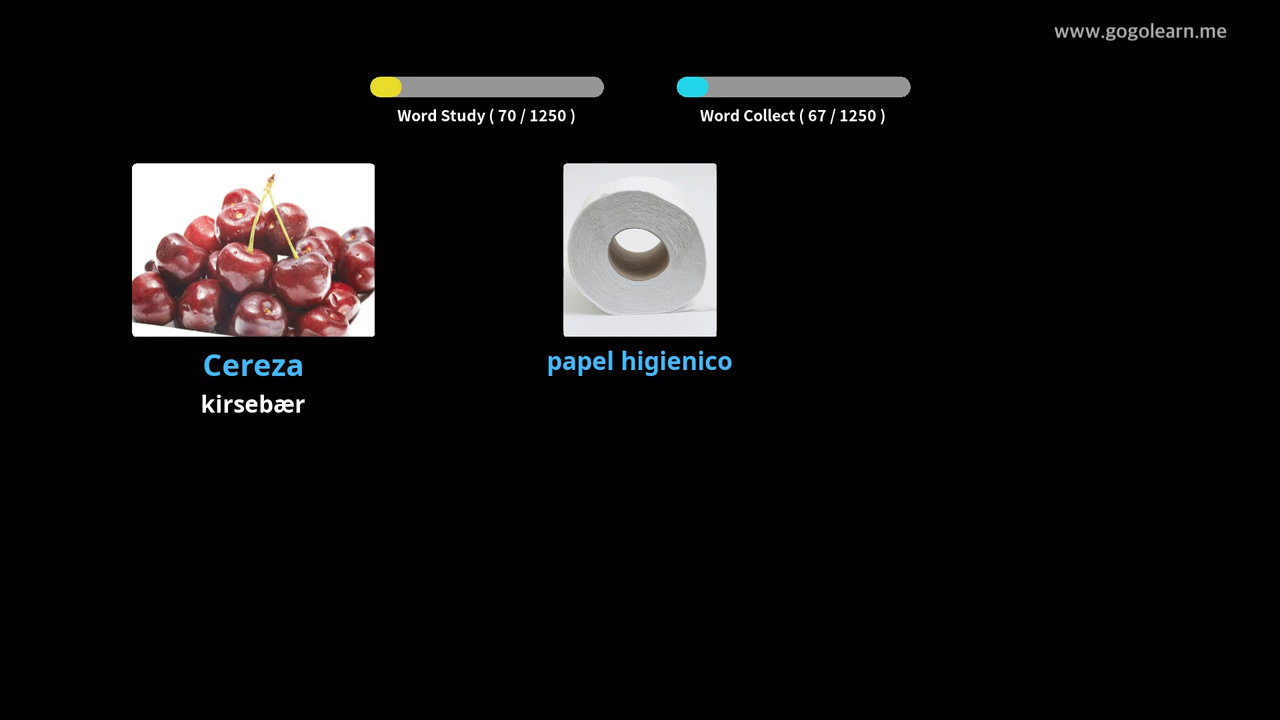 www.gogolearn.me
Word Study ( 70 / 1250 )
Word Collect ( 67 / 1250 )
Cereza
kirsebær
papel higienico